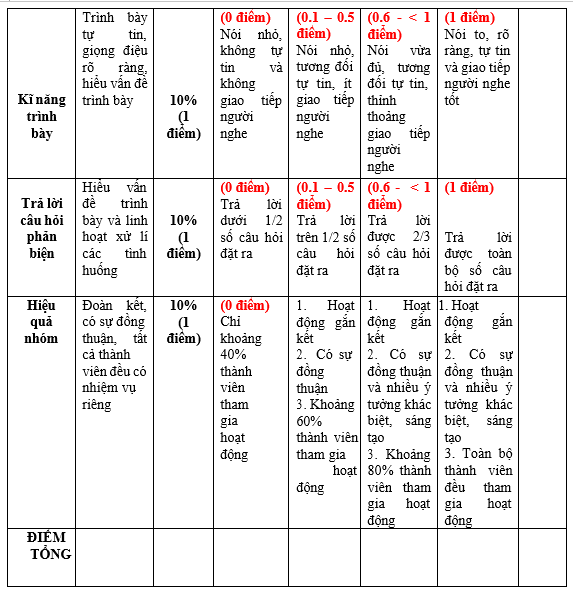 Kĩ năng
trình
bày
Trình bày
tự tin,
giọng điệu
rõ ràng,
hiểu vấn đề
trình bày
10%
(1
điểm)
(0 điểm)
Nói nhỏ,
không tự
tin và
không
giao tiếp
người
nghe
(0.1 – 0.5
điểm)
Nói nhỏ,
tương đối
tự tin, ít
giao tiếp
người
nghe
(0.6 - < 1
điểm)
Nói vừa
đủ, tương
đối tự tin,
thỉnh
thoảng
giao tiếp
người
nghe
(1 điểm)
Nói to, rõ
ràng, tự tin
và giao tiếp
người nghe
tốt
Trả lời
câu hỏi
phản
biện
Hiểu vấn
đề trình
bày và linh
hoạt xử lí
các tình
huống
10%
(1
điểm)
(0 điểm)
Trả lời
dưới 1/2
số câu hỏi
đặt ra
(0.1 – 0.5
điểm)
Trả lời
trên 1/2 số
câu hỏi
đặt ra
(0.6 - < 1
điểm)
Trả lời
được 2/3
số câu hỏi
đặt ra
(1 điểm)
Trả lời
được toàn
bộ số câu
hỏi đặt ra
Hiệu
quả
nhóm
Đoàn kết,
có sự đồng
thuận, tất
cả thành
viên đều có
nhiệm vụ
riêng
10%
(1
điểm)
(0 điểm)
Chỉ
khoảng
40%
thành
viên
tham
gia
hoạt
động
1. Hoạt
động gắn
kết
2. Có sự
đồng
thuận
3. Khoảng
60%
thành viên
tham gia
hoạt
động
1. Hoạt
động gắn
kết
2. Có sự
đồng thuận
và nhiều ý
tưởng khác
biệt, sáng
tạo
3. Khoảng
80% thành
viên tham
gia hoạt
động
1. Hoạt
động gắn
kết
2. Có sự
đồng thuận
và nhiều ý
tưởng khác
biệt, sáng
tạo
3. Toàn bộ
thành viên
đều tham
gia hoạt
động
ĐIỂM
TỔNG